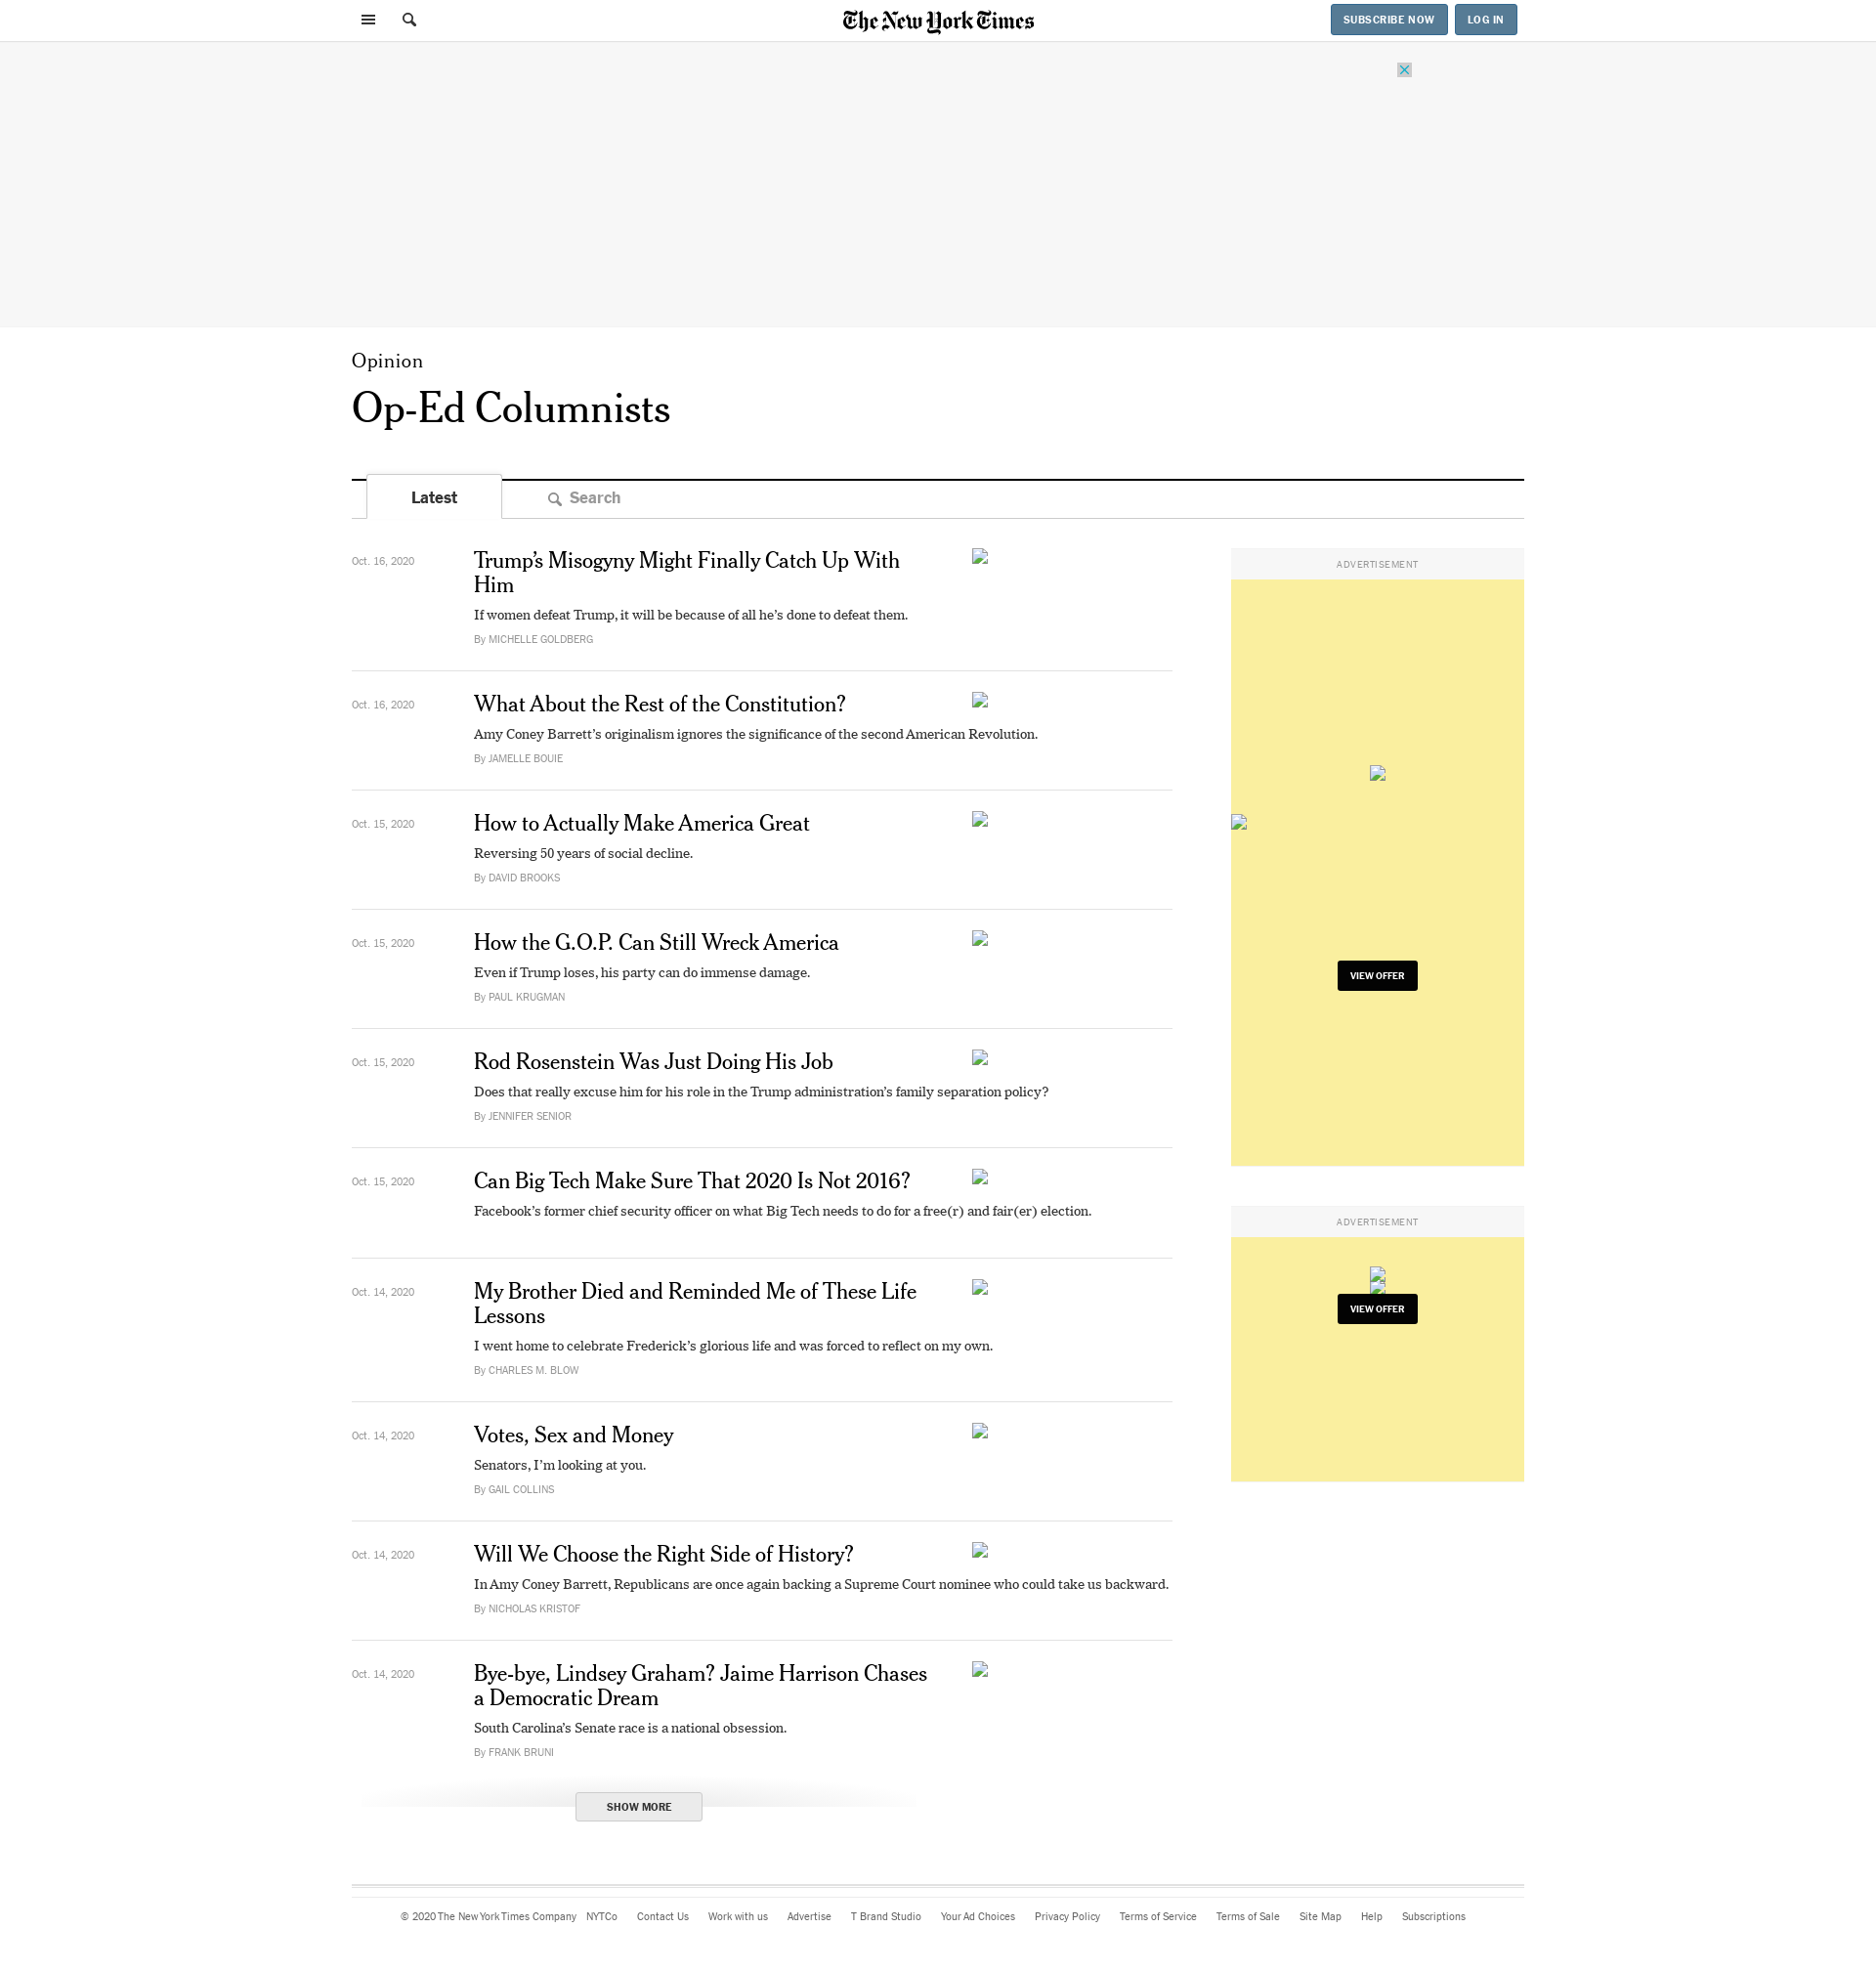 The New York Times
SUBSCRIBE NOW
LOG IN
Opinion
Op-Ed Columnists
Latest
Search
Oct. 16, 2020
Trump’s Misogyny Might Finally Catch Up With
Him
If women defeat Trump, it will be because of all he’s done to defeat them.
By MICHELLE GOLDBERG
Oct. 16, 2020
What About the Rest of the Constitution?
Amy Coney Barrett’s originalism ignores the significance of the second American Revolution.
By JAMELLE BOUIE
Oct. 15, 2020
How to Actually Make America Great
Reversing 50 years of social decline.
By DAVID BROOKS
Oct. 15, 2020
How the G.O.P. Can Still Wreck America
Even if Trump loses, his party can do immense damage.
By PAUL KRUGMAN
Oct. 15, 2020
Rod Rosenstein Was Just Doing His Job
Does that really excuse him for his role in the Trump administration’s family separation policy?
By JENNIFER SENIOR
Oct. 15, 2020
Can Big Tech Make Sure That 2020 Is Not 2016?
Facebook’s former chief security officer on what Big Tech needs to do for a free(r) and fair(er) election.
Oct. 14, 2020
My Brother Died and Reminded Me of These Life
Lessons
I went home to celebrate Frederick’s glorious life and was forced to reflect on my own.
By CHARLES M. BLOW
Oct. 14, 2020
Votes, Sex and Money
Senators, I’m looking at you.
By GAIL COLLINS
Oct. 14, 2020
Will We Choose the Right Side of History?
In Amy Coney Barrett, Republicans are once again backing a Supreme Court nominee who could take us backward.
By NICHOLAS KRISTOF
Oct. 14, 2020
Bye-bye, Lindsey Graham? Jaime Harrison Chases
a Democratic Dream
South Carolina’s Senate race is a national obsession.
By FRANK BRUNI
SHOW MORE
ADVERTISEMENT
VIEW OFFER
ADVERTISEMENT
VIEW OFFER
© 2020 The New York Times Company NYTCo Contact Us Work with us Advertise T Brand Studio Your Ad Choices Privacy Policy Terms of Service Terms of Sale Site Map Help Subscriptions